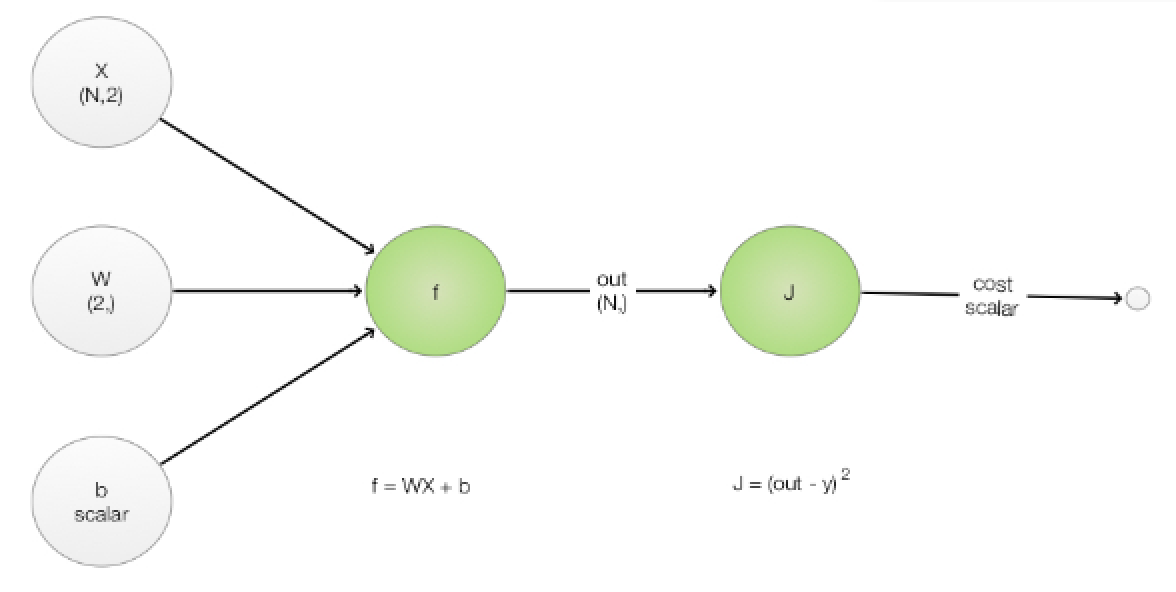 X
(N,2)
W
(2,)
b
scalar
f
out
(N,)
J
cost
scalar
f = WX + b
J = (out - y)²